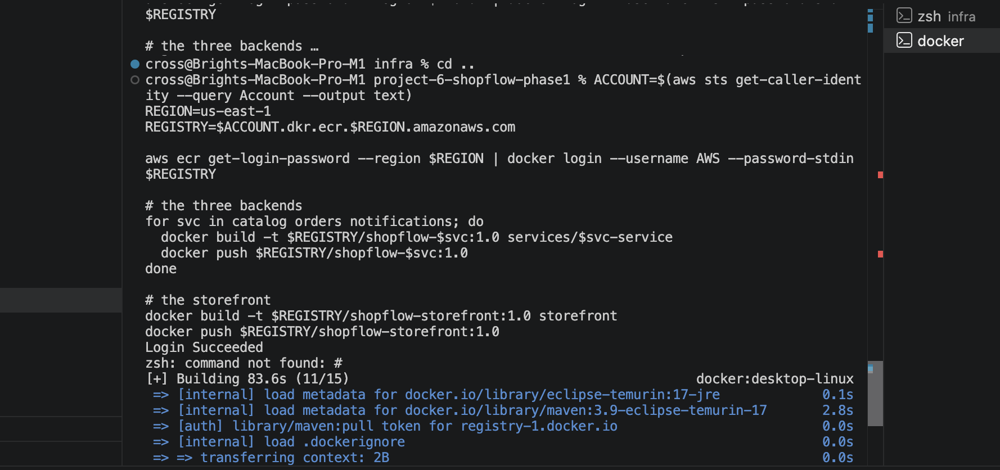 $REGISTRY
# the three backends …
cross@Brights-MacBook-Pro-M1 infra % cd ..
cross@Brights-MacBook-Pro-M1 project-6-shopflow-phase1 % ACCOUNT=$(aws sts get-caller-ident
ity --query Account --output text)
REGION=us-east-1
REGISTRY=$ACCOUNT.dkr.ecr.$REGION.amazonaws.com
aws ecr get-login-password --region $REGION | docker login --username AWS --password-stdin
$REGISTRY
# the three backends
for svc in catalog orders notifications; do
  docker build -t $REGISTRY/shopflow-$svc:1.0 services/$svc-service
  docker push $REGISTRY/shopflow-$svc:1.0
done
# the storefront
docker build -t $REGISTRY/shopflow-storefront:1.0 storefront
docker push $REGISTRY/shopflow-storefront:1.0
Login Succeeded
zsh: command not found: #
[+] Building 83.6s (11/15) docker:desktop-linux
=> [internal] load metadata for docker.io/library/eclipse-temurin:17-jre 0.1s
=> [internal] load metadata for docker.io/library/maven:3.9-eclipse-temurin-17 2.8s
=> [auth] library/maven:pull token for registry-1.docker.io 0.0s
=> [internal] load .dockerignore 0.0s
=> => transferring context: 2B 0.0s
zsh infra
docker